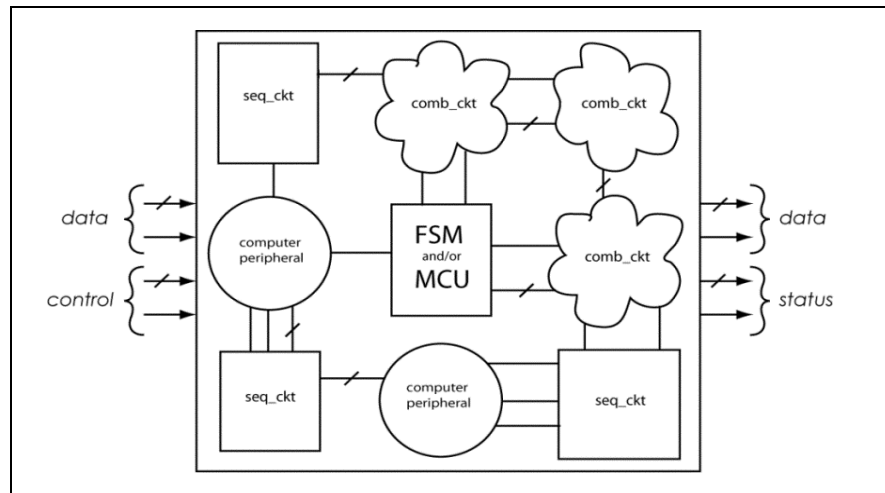 seq_ckt
comb_ckt
comb_ckt
data
computer
peripheral
FSM
and/or
MCU
comb_ckt
data
control
status
seq_ckt
computer
peripheral
seq_ckt